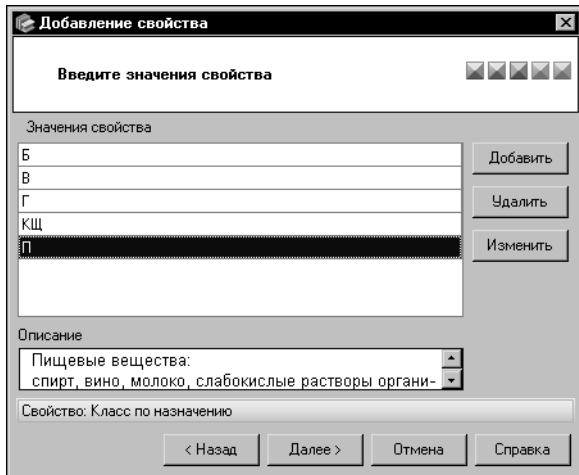 Добавление свойства
Введите значения свойства
Значения свойства
Б
В
Г
КЩ
П
Добавить
Удалить
Изменить
Описание
Пищевые вещества:
спирт, вино, молоко, слабокислые растворы органи-
Свойство: Класс по назначению
< Назад
Далее >
Отмена
Справка